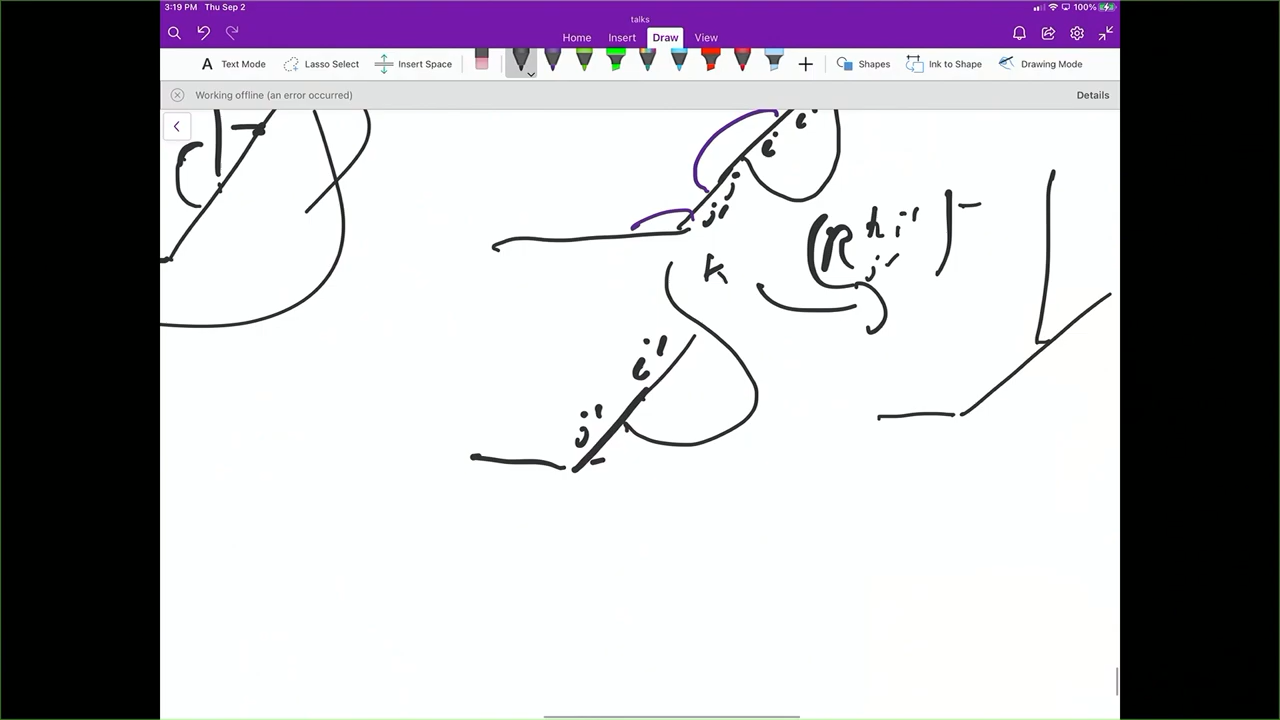 3:19 PM Thu Sep 2
100%
talks
Home Insert Draw View
Text Mode Lasso Select Insert Space Shapes Ink to Shape Drawing Mode
Working offline (an error occurred) Details
i'
i
j
j'
k
(R h i' )
j'
i'
j'